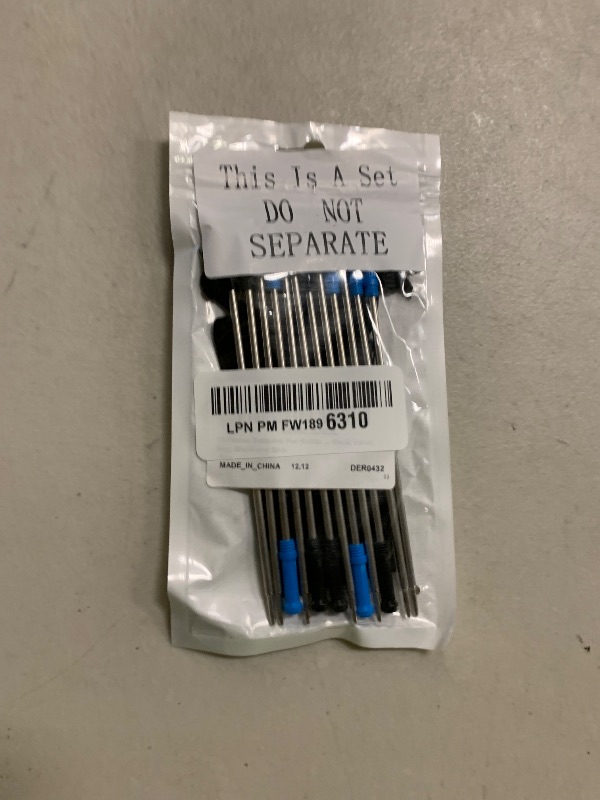 This Is A Set
DO NOT
SEPARATE
LPN PM FW189 6310
MADE_IN_CHINA 12,12 DER0432